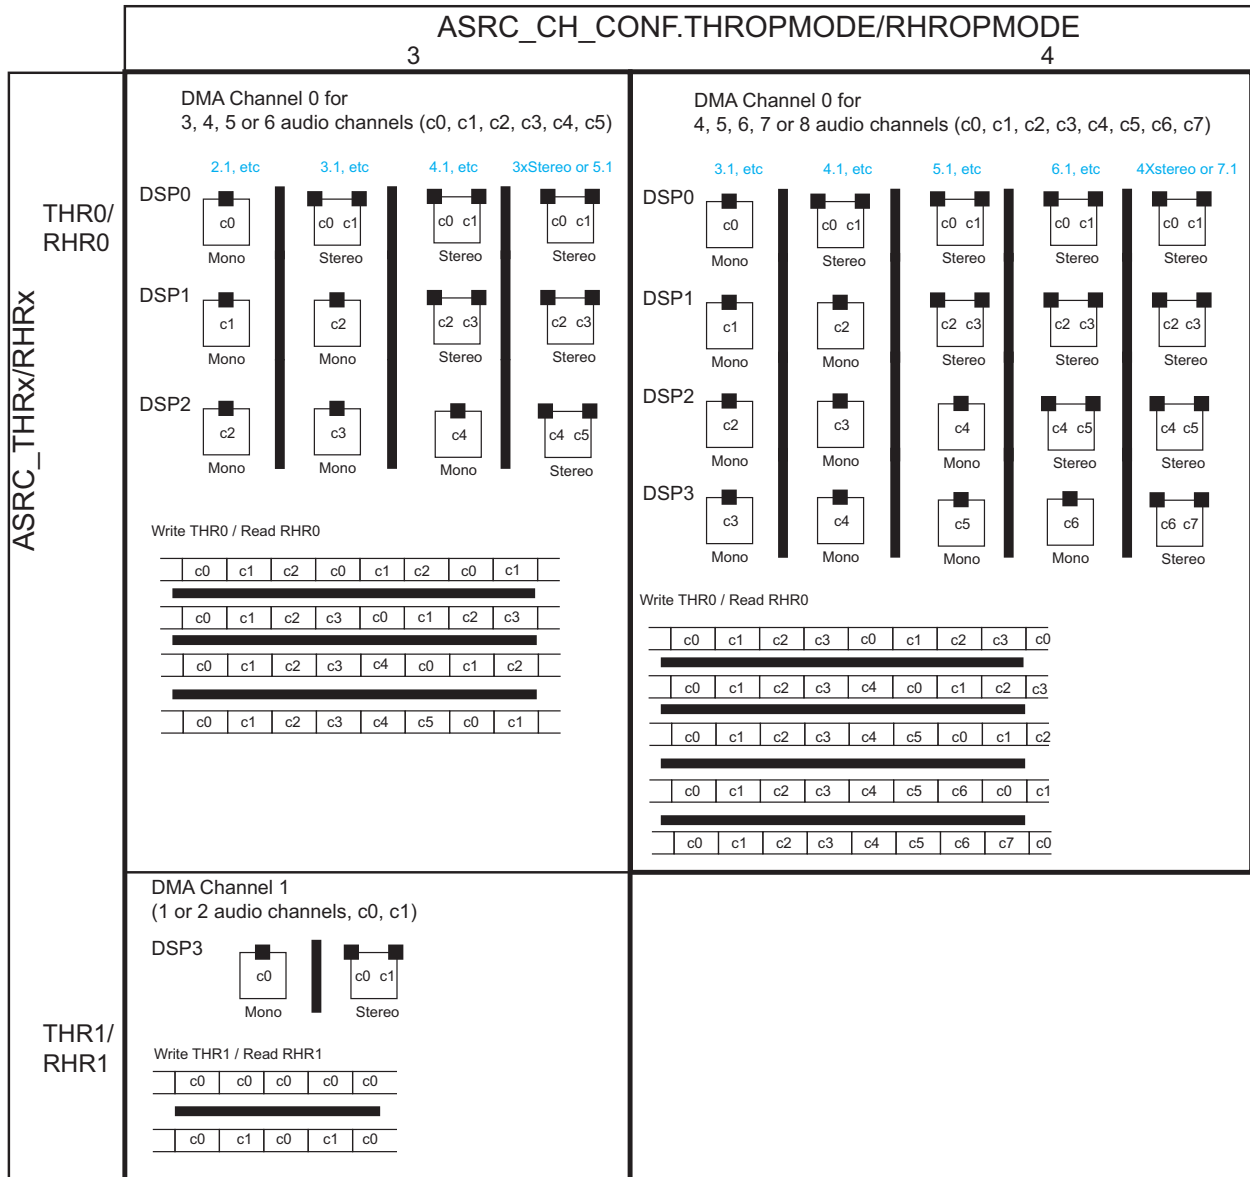 ASRC_CH_CONF.THROPMODE/RHROPMODE
3 4
ASRC_THRx/RHRx
THR0/
RHR0
DMA Channel 0 for
3, 4, 5 or 6 audio channels (c0, c1, c2, c3, c4, c5)
2.1, etc 3.1, etc 4.1, etc 3xStereo or 5.1
DSP0
c0 c0 c1 c0 c1 c0 c1
Mono Stereo Stereo Stereo
DSP1
c1 c2 c2 c3 c2 c3
Mono Mono Stereo Stereo
DSP2
c2 c3 c4 c4 c5
Mono Mono Mono Stereo
Write THR0 / Read RHR0
c0 c1 c2 c0 c1 c2 c0 c1
c0 c1 c2 c3 c0 c1 c2 c3
c0 c1 c2 c3 c4 c0 c1 c2
c0 c1 c2 c3 c4 c5 c0 c1
DMA Channel 0 for
4, 5, 6, 7 or 8 audio channels (c0, c1, c2, c3, c4, c5, c6, c7)
3.1, etc 4.1, etc 5.1, etc 6.1, etc 4Xstereo or 7.1
DSP0
c0 c0 c1 c0 c1 c0 c1 c0 c1
Mono Stereo Stereo Stereo Stereo
DSP1
c1 c2 c2 c3 c2 c3 c2 c3
Mono Mono Stereo Stereo Stereo
DSP2
c2 c3 c4 c4 c5 c4 c5
Mono Mono Mono Stereo Stereo
DSP3
c3 c4 c5 c6 c6 c7
Mono Mono Mono Mono Stereo
Write THR0 / Read RHR0
c0 c1 c2 c3 c0 c1 c2 c3 c0
c0 c1 c2 c3 c4 c0 c1 c2 c3
c0 c1 c2 c3 c4 c5 c0 c1 c2
c0 c1 c2 c3 c4 c5 c6 c0 c1
c0 c1 c2 c3 c4 c5 c6 c7 c0
THR1/
RHR1
DMA Channel 1
(1 or 2 audio channels, c0, c1)
DSP3
c0 c0 c1
Mono Stereo
Write THR1 / Read RHR1
c0 c0 c0 c0 c0
c0 c1 c0 c1 c0